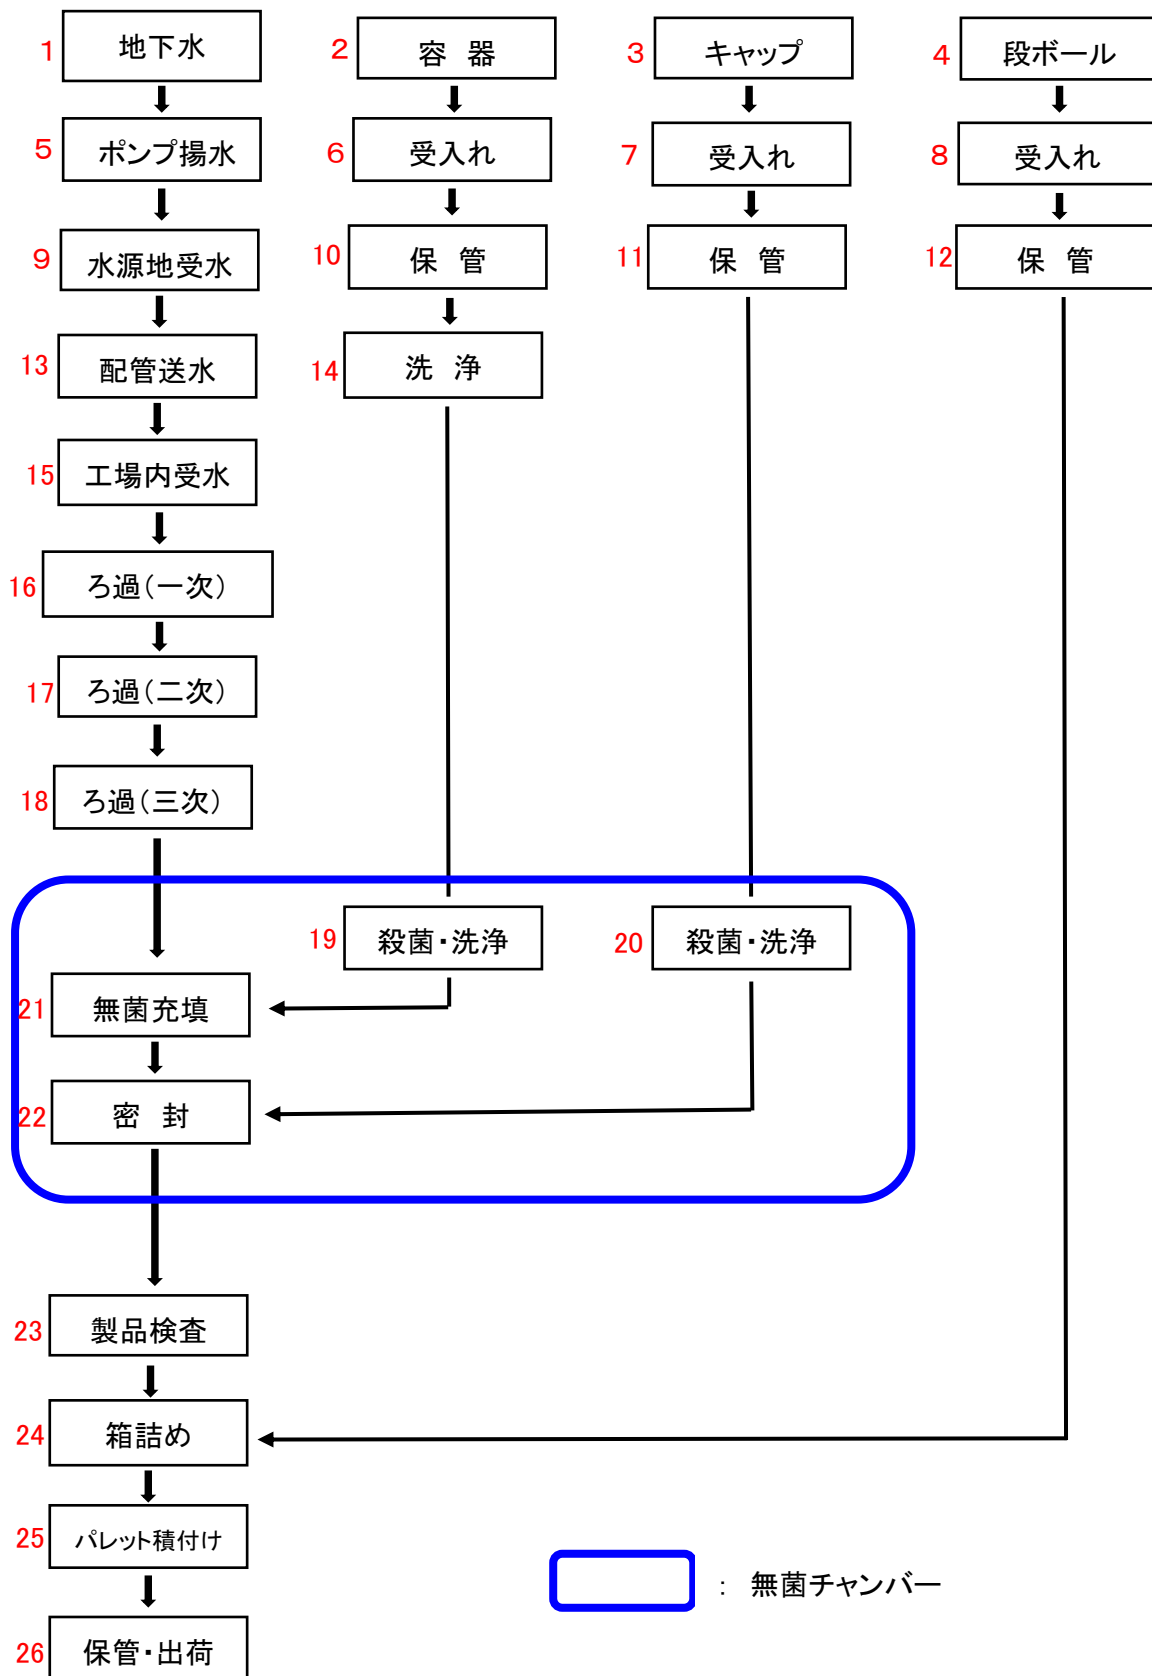 1 地下水
2 容 器
3 キャップ
4 段ボール
5 ポンプ揚水
6 受入れ
7 受入れ
8 受入れ
9 水源地受水
10 保 管
11 保 管
12 保 管
13 配管送水
14 洗 浄
15 工場内受水
16 ろ過(一次)
17 ろ過(二次)
18 ろ過(三次)
19 殺菌・洗浄
20 殺菌・洗浄
21 無菌充填
22 密 封
23 製品検査
24 箱詰め
25 パレット積付け
: 無菌チャンバー
26 保管・出荷